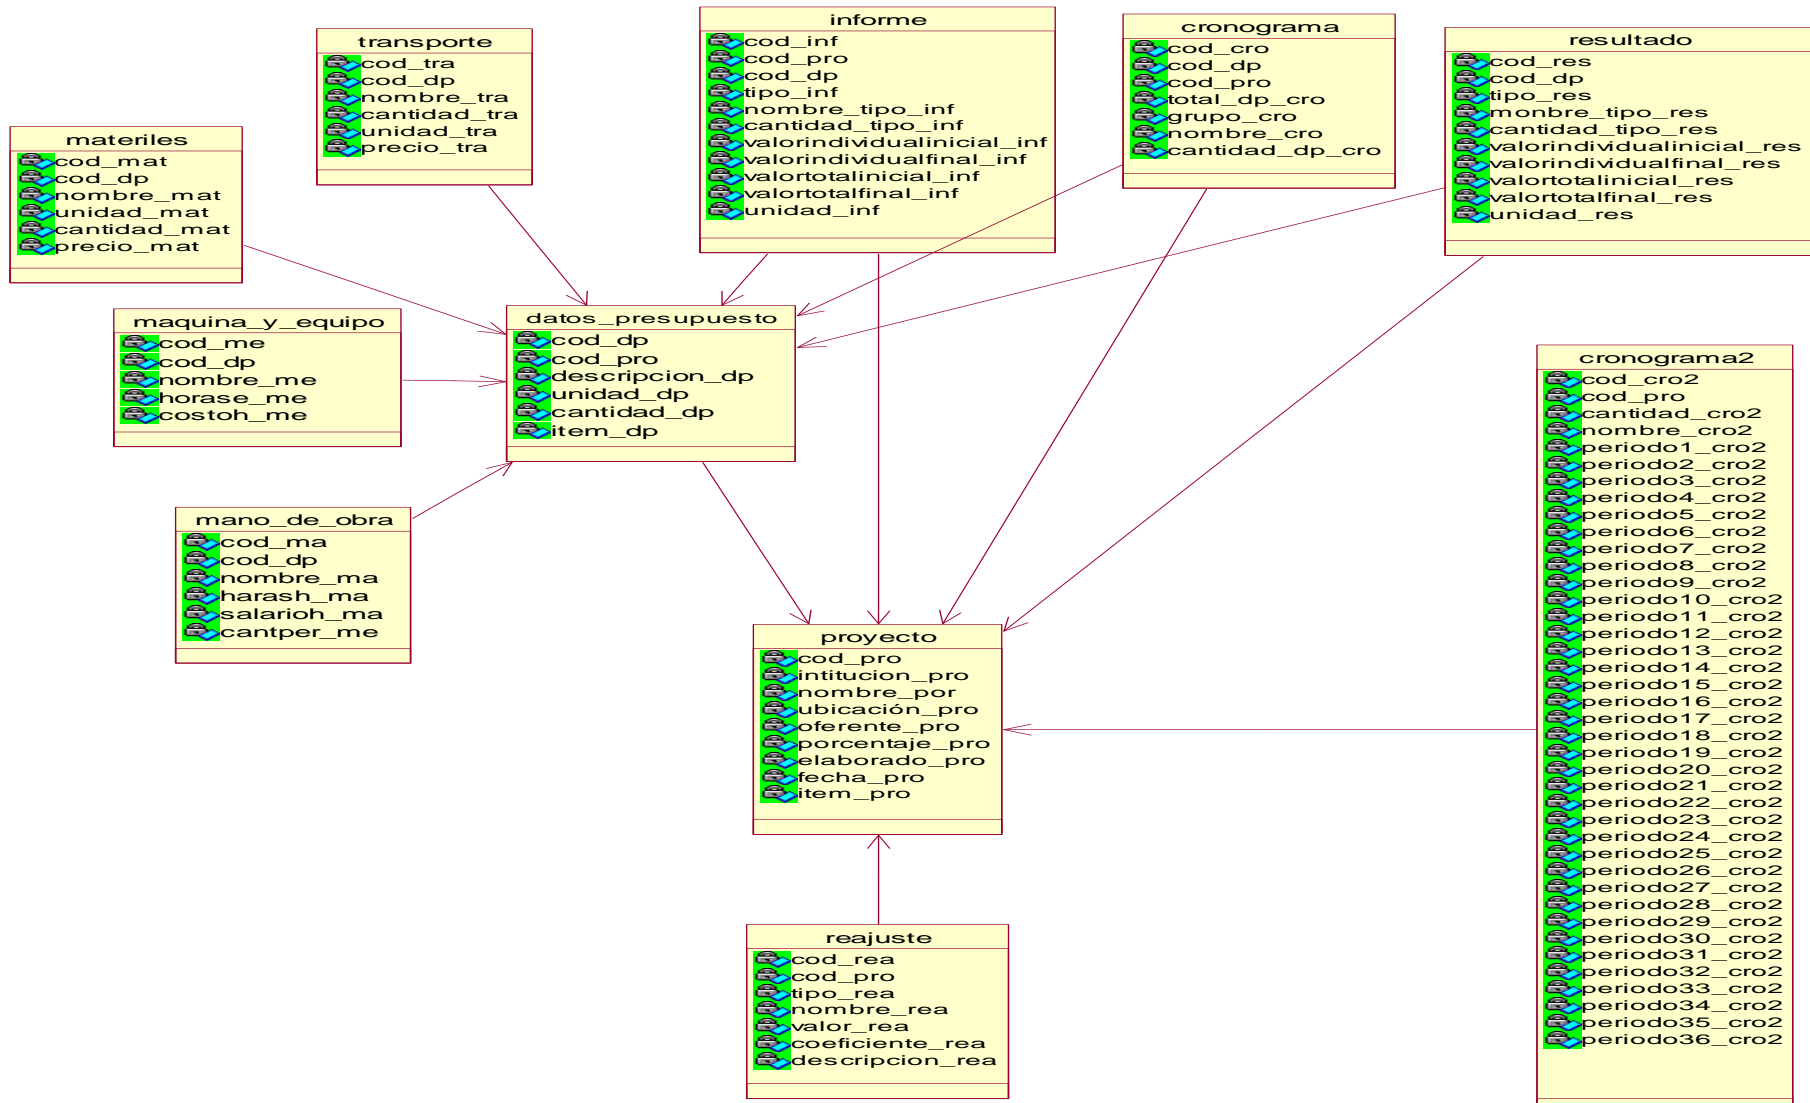 transporte
cod_tra
cod_dp
nombre_tra
cantidad_tra
unidad_tra
precio_tra
informe
cod_inf
cod_pro
cod_dp
tipo_inf
nombre_tipo_inf
cantidad_tipo_inf
valorindividualinicial_inf
valorindividualfinal_inf
valortotalinicial_inf
valortotalfinal_inf
unidad_inf
cronograma
cod_cro
cod_dp
cod_pro
total_dp_cro
grupo_cro
nombre_cro
cantidad_dp_cro
resultado
cod_res
cod_dp
tipo_res
monbre_tipo_res
cantidad_tipo_res
valorindividualinicial_res
valorindividualfinal_res
valortotalinicial_res
valortotalfinal_res
unidad_res
materiles
cod_mat
cod_dp
nombre_mat
unidad_mat
cantidad_mat
precio_mat
maquina_y_equipo
cod_me
cod_dp
nombre_me
horase_me
costoh_me
datos_presupuesto
cod_dp
cod_pro
descripcion_dp
unidad_dp
cantidad_dp
item_dp
mano_de_obra
cod_ma
cod_dp
nombre_ma
harash_ma
salarioh_ma
cantper_me
proyecto
cod_pro
intitucion_pro
nombre_por
ubicación_pro
oferente_pro
porcentaje_pro
elaborado_pro
fecha_pro
item_pro
cronograma2
cod_cro2
cod_pro
cantidad_cro2
nombre_cro2
periodo1_cro2
periodo2_cro2
periodo3_cro2
periodo4_cro2
periodo5_cro2
periodo6_cro2
periodo7_cro2
periodo8_cro2
periodo9_cro2
periodo10_cro2
periodo11_cro2
periodo12_cro2
periodo13_cro2
periodo14_cro2
periodo15_cro2
periodo16_cro2
periodo17_cro2
periodo18_cro2
periodo19_cro2
periodo20_cro2
periodo21_cro2
periodo22_cro2
periodo23_cro2
periodo24_cro2
periodo25_cro2
periodo26_cro2
periodo27_cro2
periodo28_cro2
periodo29_cro2
periodo30_cro2
periodo31_cro2
periodo32_cro2
periodo33_cro2
periodo34_cro2
periodo35_cro2
periodo36_cro2
reajuste
cod_rea
cod_pro
tipo_rea
nombre_rea
valor_rea
coeficiente_rea
descripcion_rea